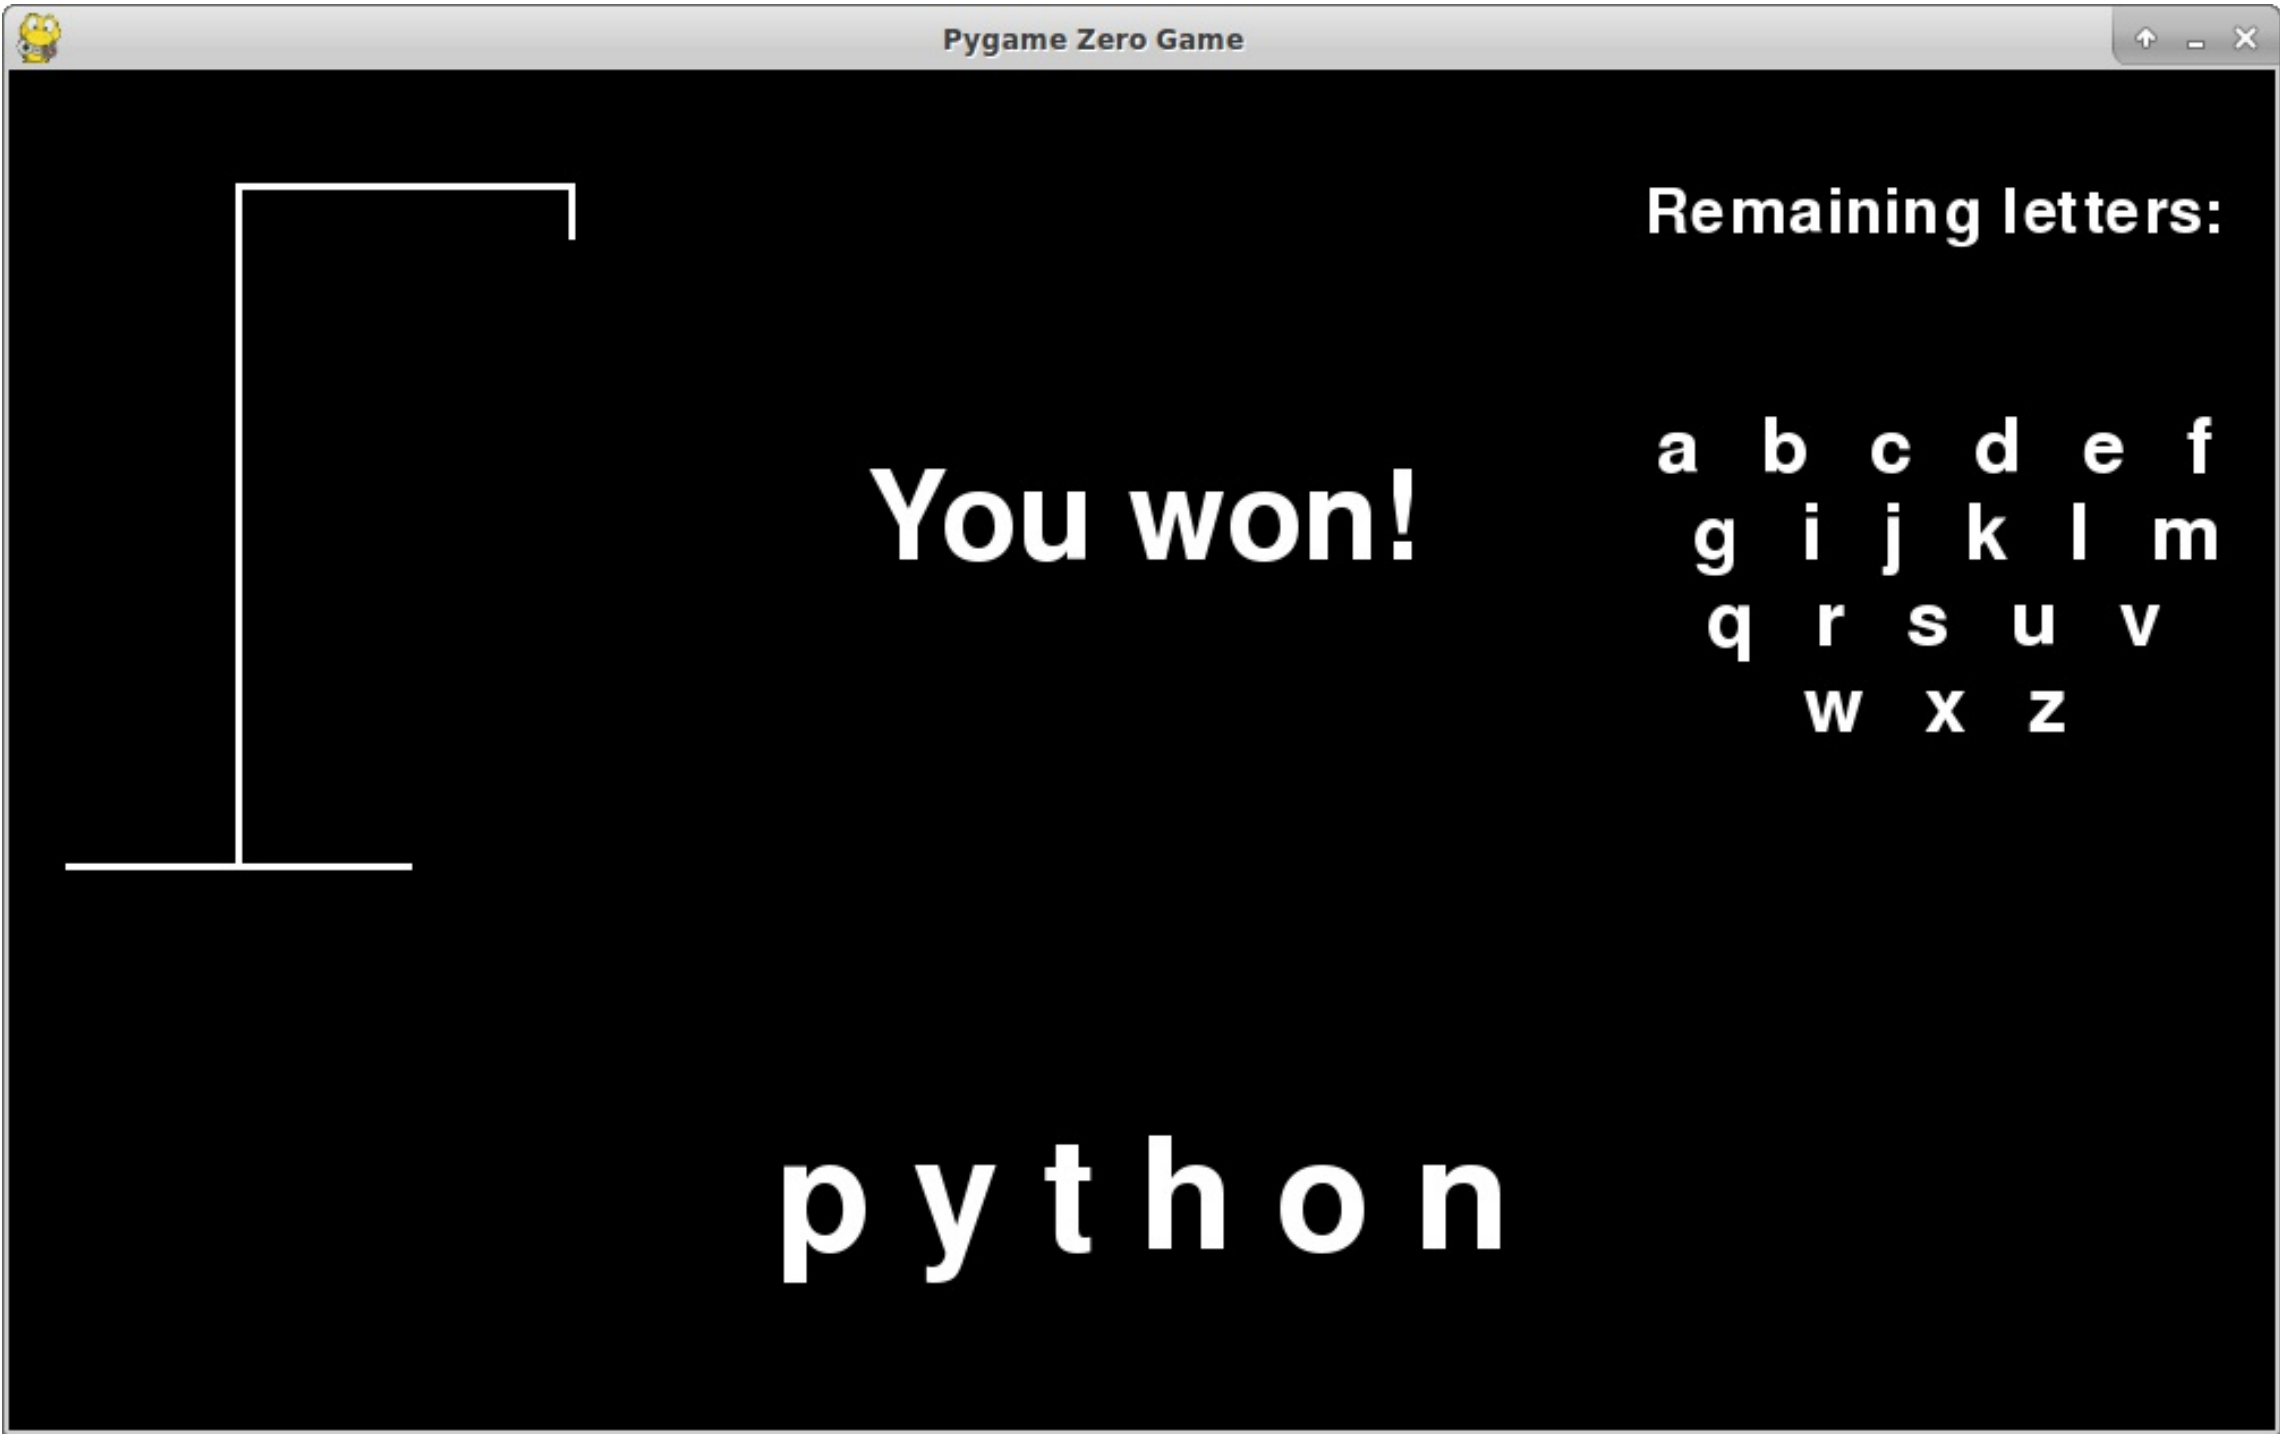 Pygame Zero Game
Remaining letters:
a b c d e f
g i j k l m
q r s u v
w x z
You won!
p y t h o n